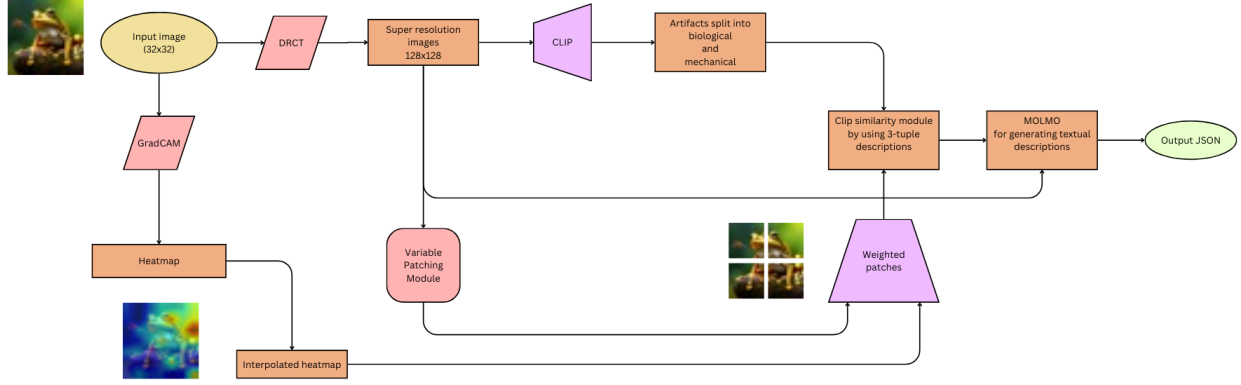 Input image
(32x32)
DRCT
Super resolution
images
128x128
CLIP
Artifacts split into
biological
and
mechanical
GradCAM
Clip similarity module
by using 3-tuple
descriptions
MOLMO
for generating textual
descriptions
Output JSON
Heatmap
Variable
Patching
Module
Weighted
patches
Interpolated heatmap